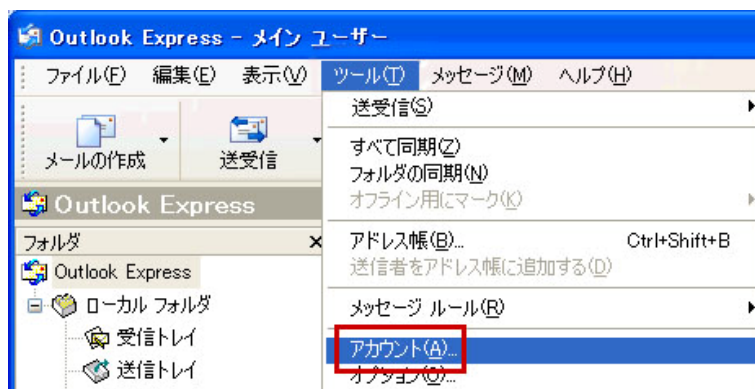 Outlook Express - メイン ユーザー
ファイル(F) 編集(E) 表示(V) ツール(T) メッセージ(M) ヘルプ(H)
メールの作成 送受信
Outlook Express
フォルダ
Outlook Express
ローカル フォルダ
受信トレイ
送信トレイ
送受信(S)
すべて同期(Z)
フォルダの同期(N)
オフライン用にマーク(K)
アドレス帳(B)... Ctrl+Shift+B
送信者をアドレス帳に追加する(D)
メッセージ ルール(R)
アカウント(A)...
オプション(O)...